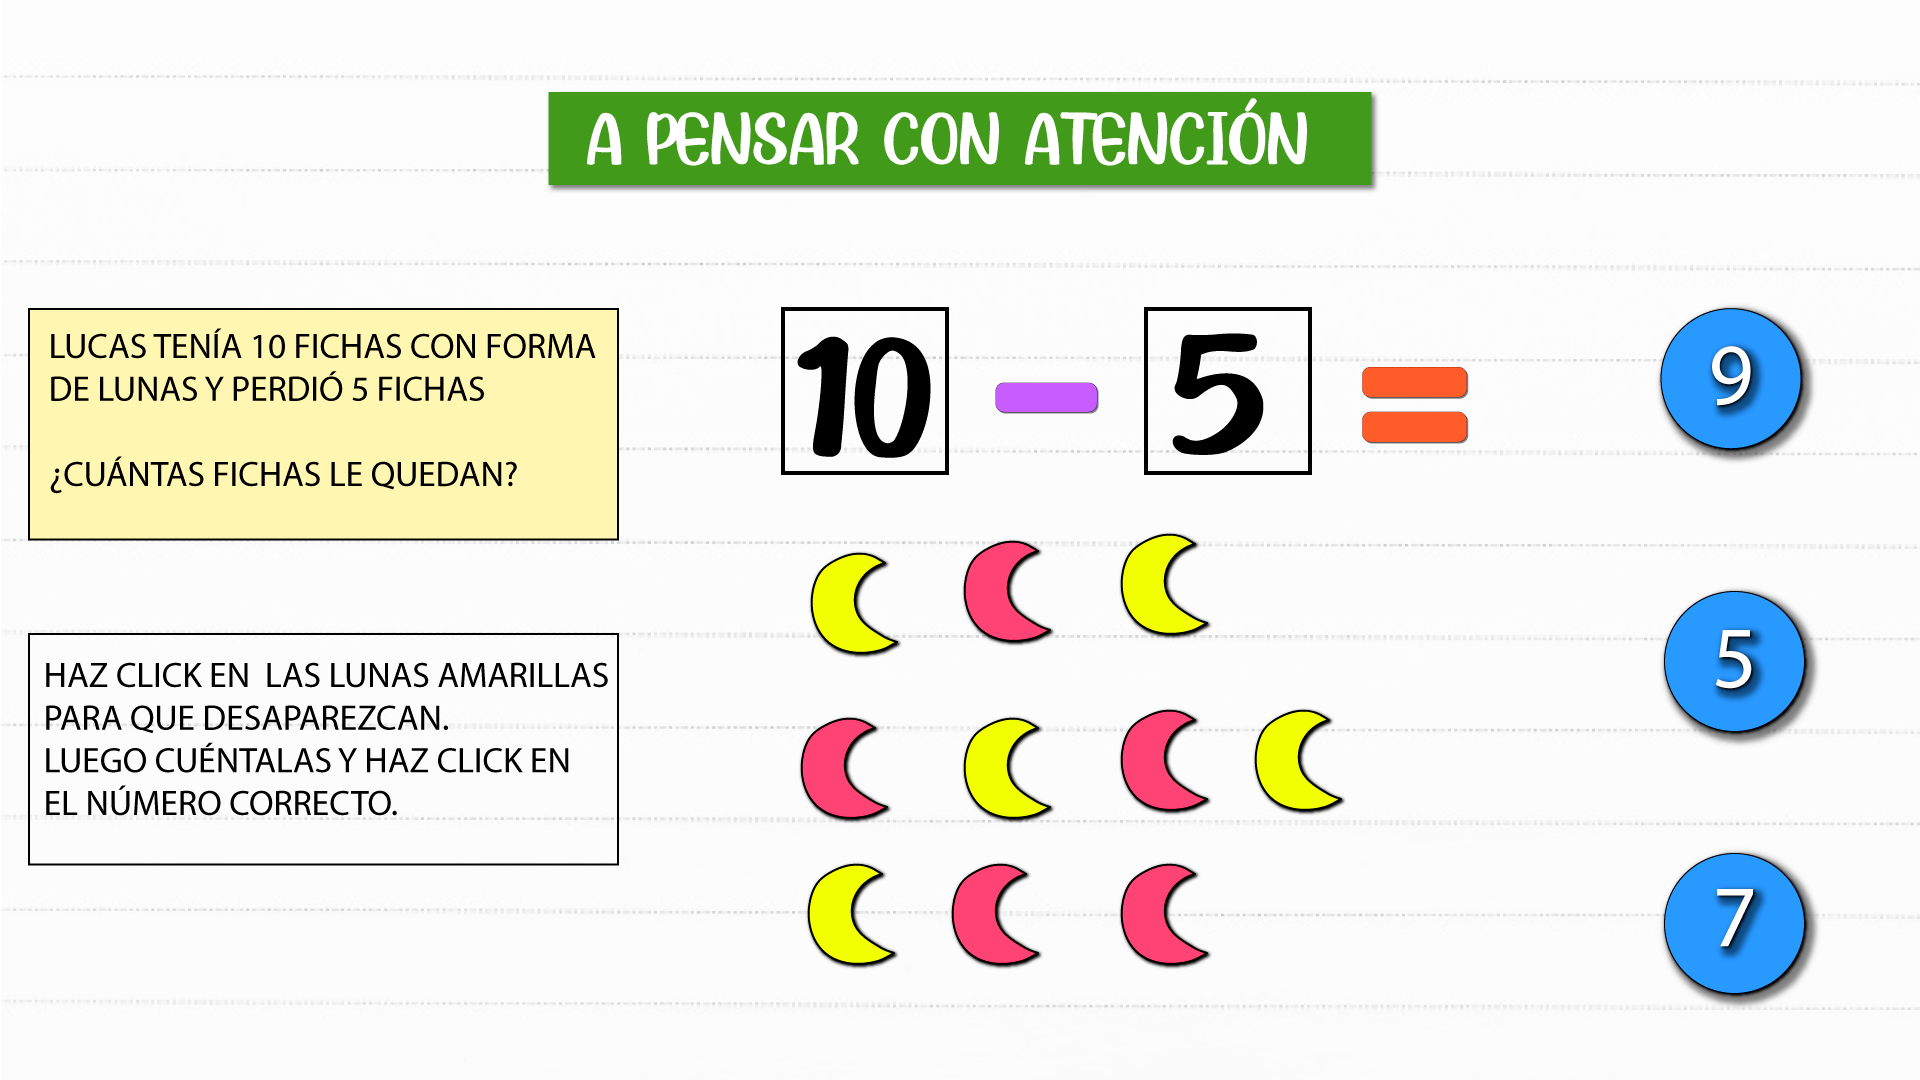 A PENSAR CON ATENCIÓN
LUCAS TENÍA 10 FICHAS CON FORMA
DE LUNAS Y PERDIÓ 5 FICHAS
¿CUÁNTAS FICHAS LE QUEDAN?
10 - 5 =
9
HAZ CLICK EN LAS LUNAS AMARILLAS
PARA QUE DESAPAREZCAN.
LUEGO CUÉNTALAS Y HAZ CLICK EN
EL NÚMERO CORRECTO.
5
7